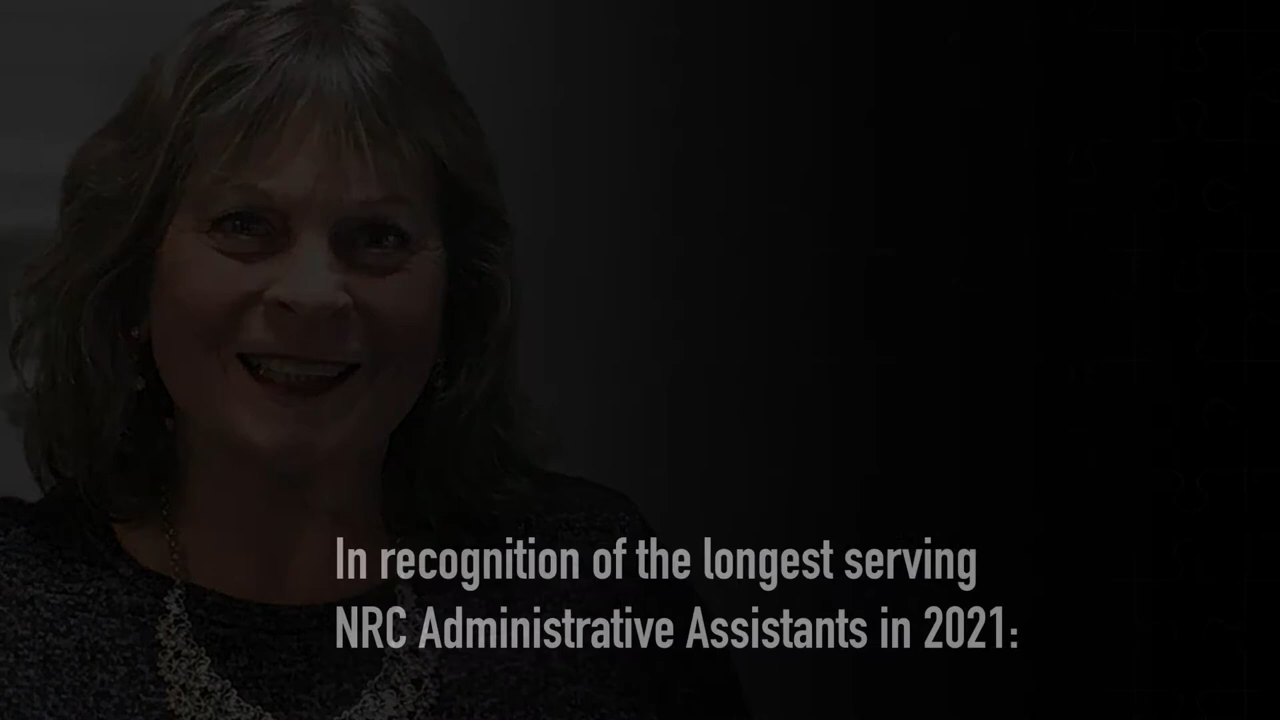 In recognition of the longest serving
NRC Administrative Assistants in 2021: